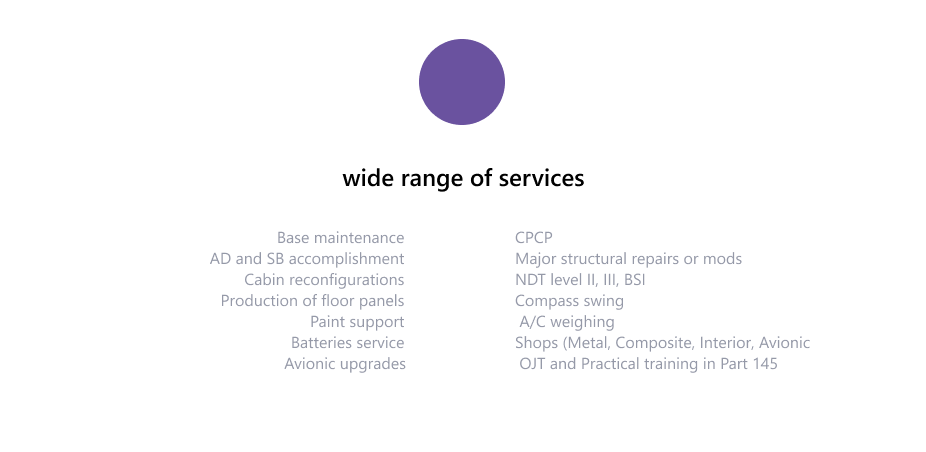 wide range of services
Base maintenance
AD and SB accomplishment
Cabin reconfigurations
Production of floor panels
Paint support
Batteries service
Avionic upgrades
CPCP
Major structural repairs or mods
NDT level II, III, BSI
Compass swing
A/C weighing
Shops (Metal, Composite, Interior, Avionic
OJT and Practical training in Part 145